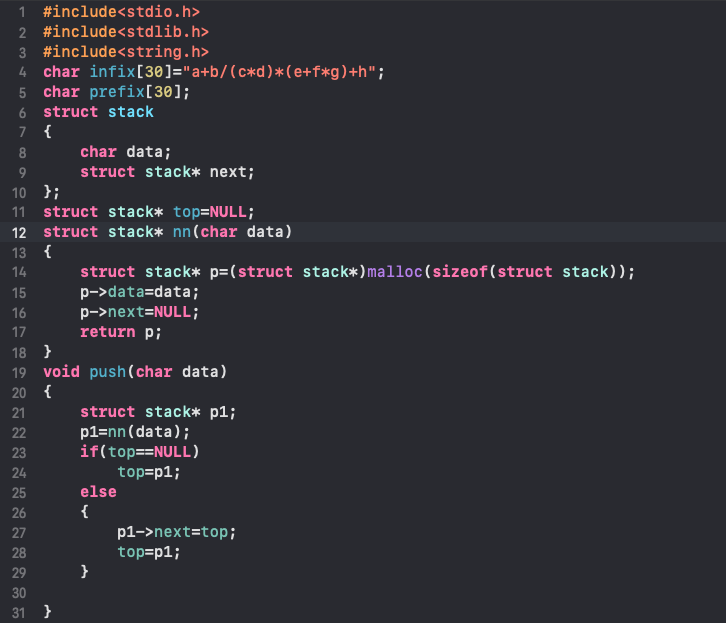 1 #include<stdio.h>
2 #include<stdlib.h>
3 #include<string.h>
4 char infix[30]="a+b/(c*d)*(e+f*g)+h";
5 char prefix[30];
6 struct stack
7 {
8     char data;
9     struct stack* next;
10 };
11 struct stack* top=NULL;
12 struct stack* nn(char data)
13 {
14     struct stack* p=(struct stack*)malloc(sizeof(struct stack));
15     p->data=data;
16     p->next=NULL;
17     return p;
18 }
19 void push(char data)
20 {
21     struct stack* p1;
22     p1=nn(data);
23     if(top==NULL)
24         top=p1;
25     else
26     {
27         p1->next=top;
28         top=p1;
29     }
30
31 }